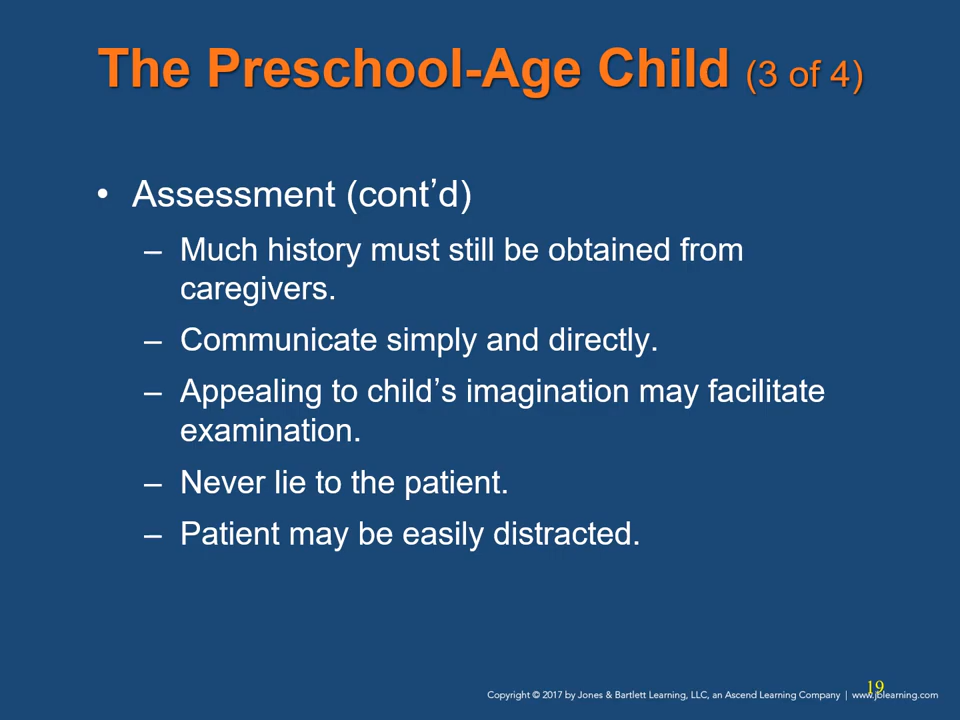 The Preschool-Age Child (3 of 4)
• Assessment (cont’d)
– Much history must still be obtained from
caregivers.
– Communicate simply and directly.
– Appealing to child’s imagination may facilitate
examination.
– Never lie to the patient.
– Patient may be easily distracted.
19
Copyright © 2017 by Jones & Bartlett Learning, LLC, an Ascend Learning Company | www.jblearning.com